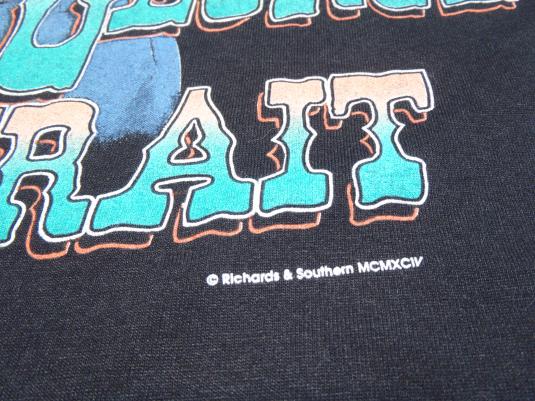 RAIT
© Richards & Southern MCMXCIV